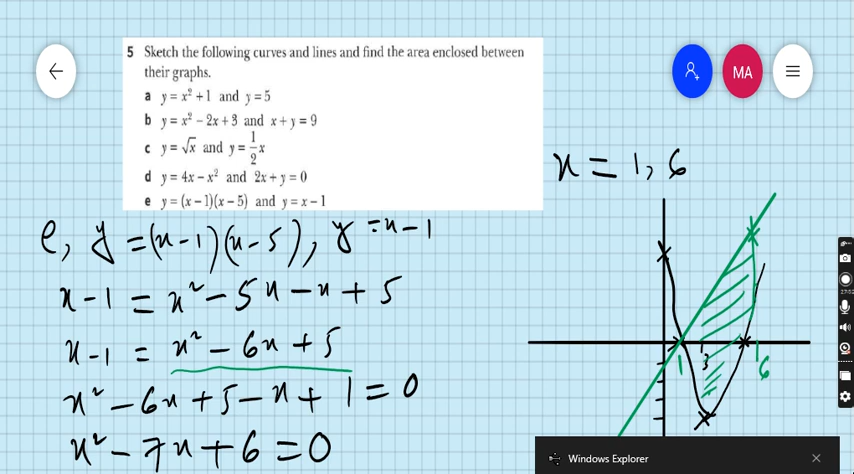 5 Sketch the following curves and lines and find the area enclosed between
their graphs.
a y = x² + 1 and y = 5
b y = x² − 2x + 3 and x + y = 9
c y = √x and y = 1/2 x
d y = 4x − x² and 2x + y = 0
e y = (x − 1)(x − 5) and y = x − 1
MA
x = 1, 6
e, y = (x − 1)(x − 5), y = x − 1
x − 1 = x² − 5x − x + 5
x − 1 = x² − 6x + 5
x² − 6x + 5 − x + 1 = 0
x² − 7x + 6 = 0
1
3
6
Windows Explorer